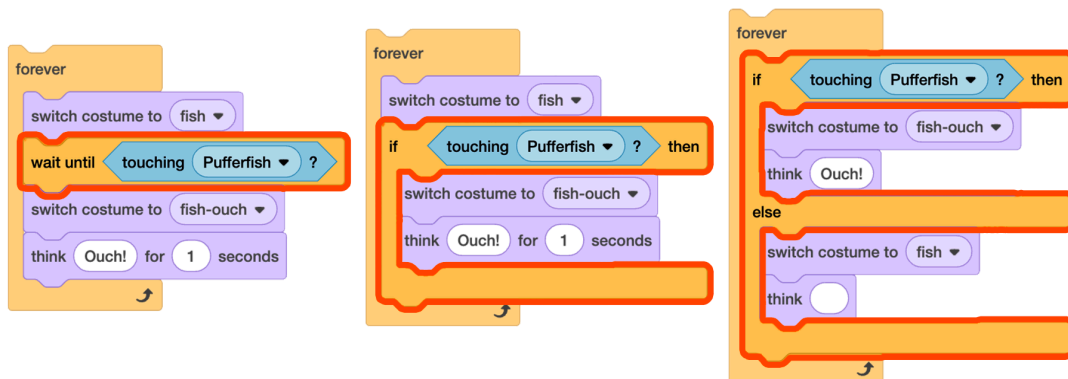 forever
switch costume to fish
wait until touching Pufferfish ?
switch costume to fish-ouch
think Ouch! for 1 seconds
forever
switch costume to fish
if touching Pufferfish ? then
switch costume to fish-ouch
think Ouch! for 1 seconds
forever
if touching Pufferfish ? then
switch costume to fish-ouch
think Ouch!
else
switch costume to fish
think